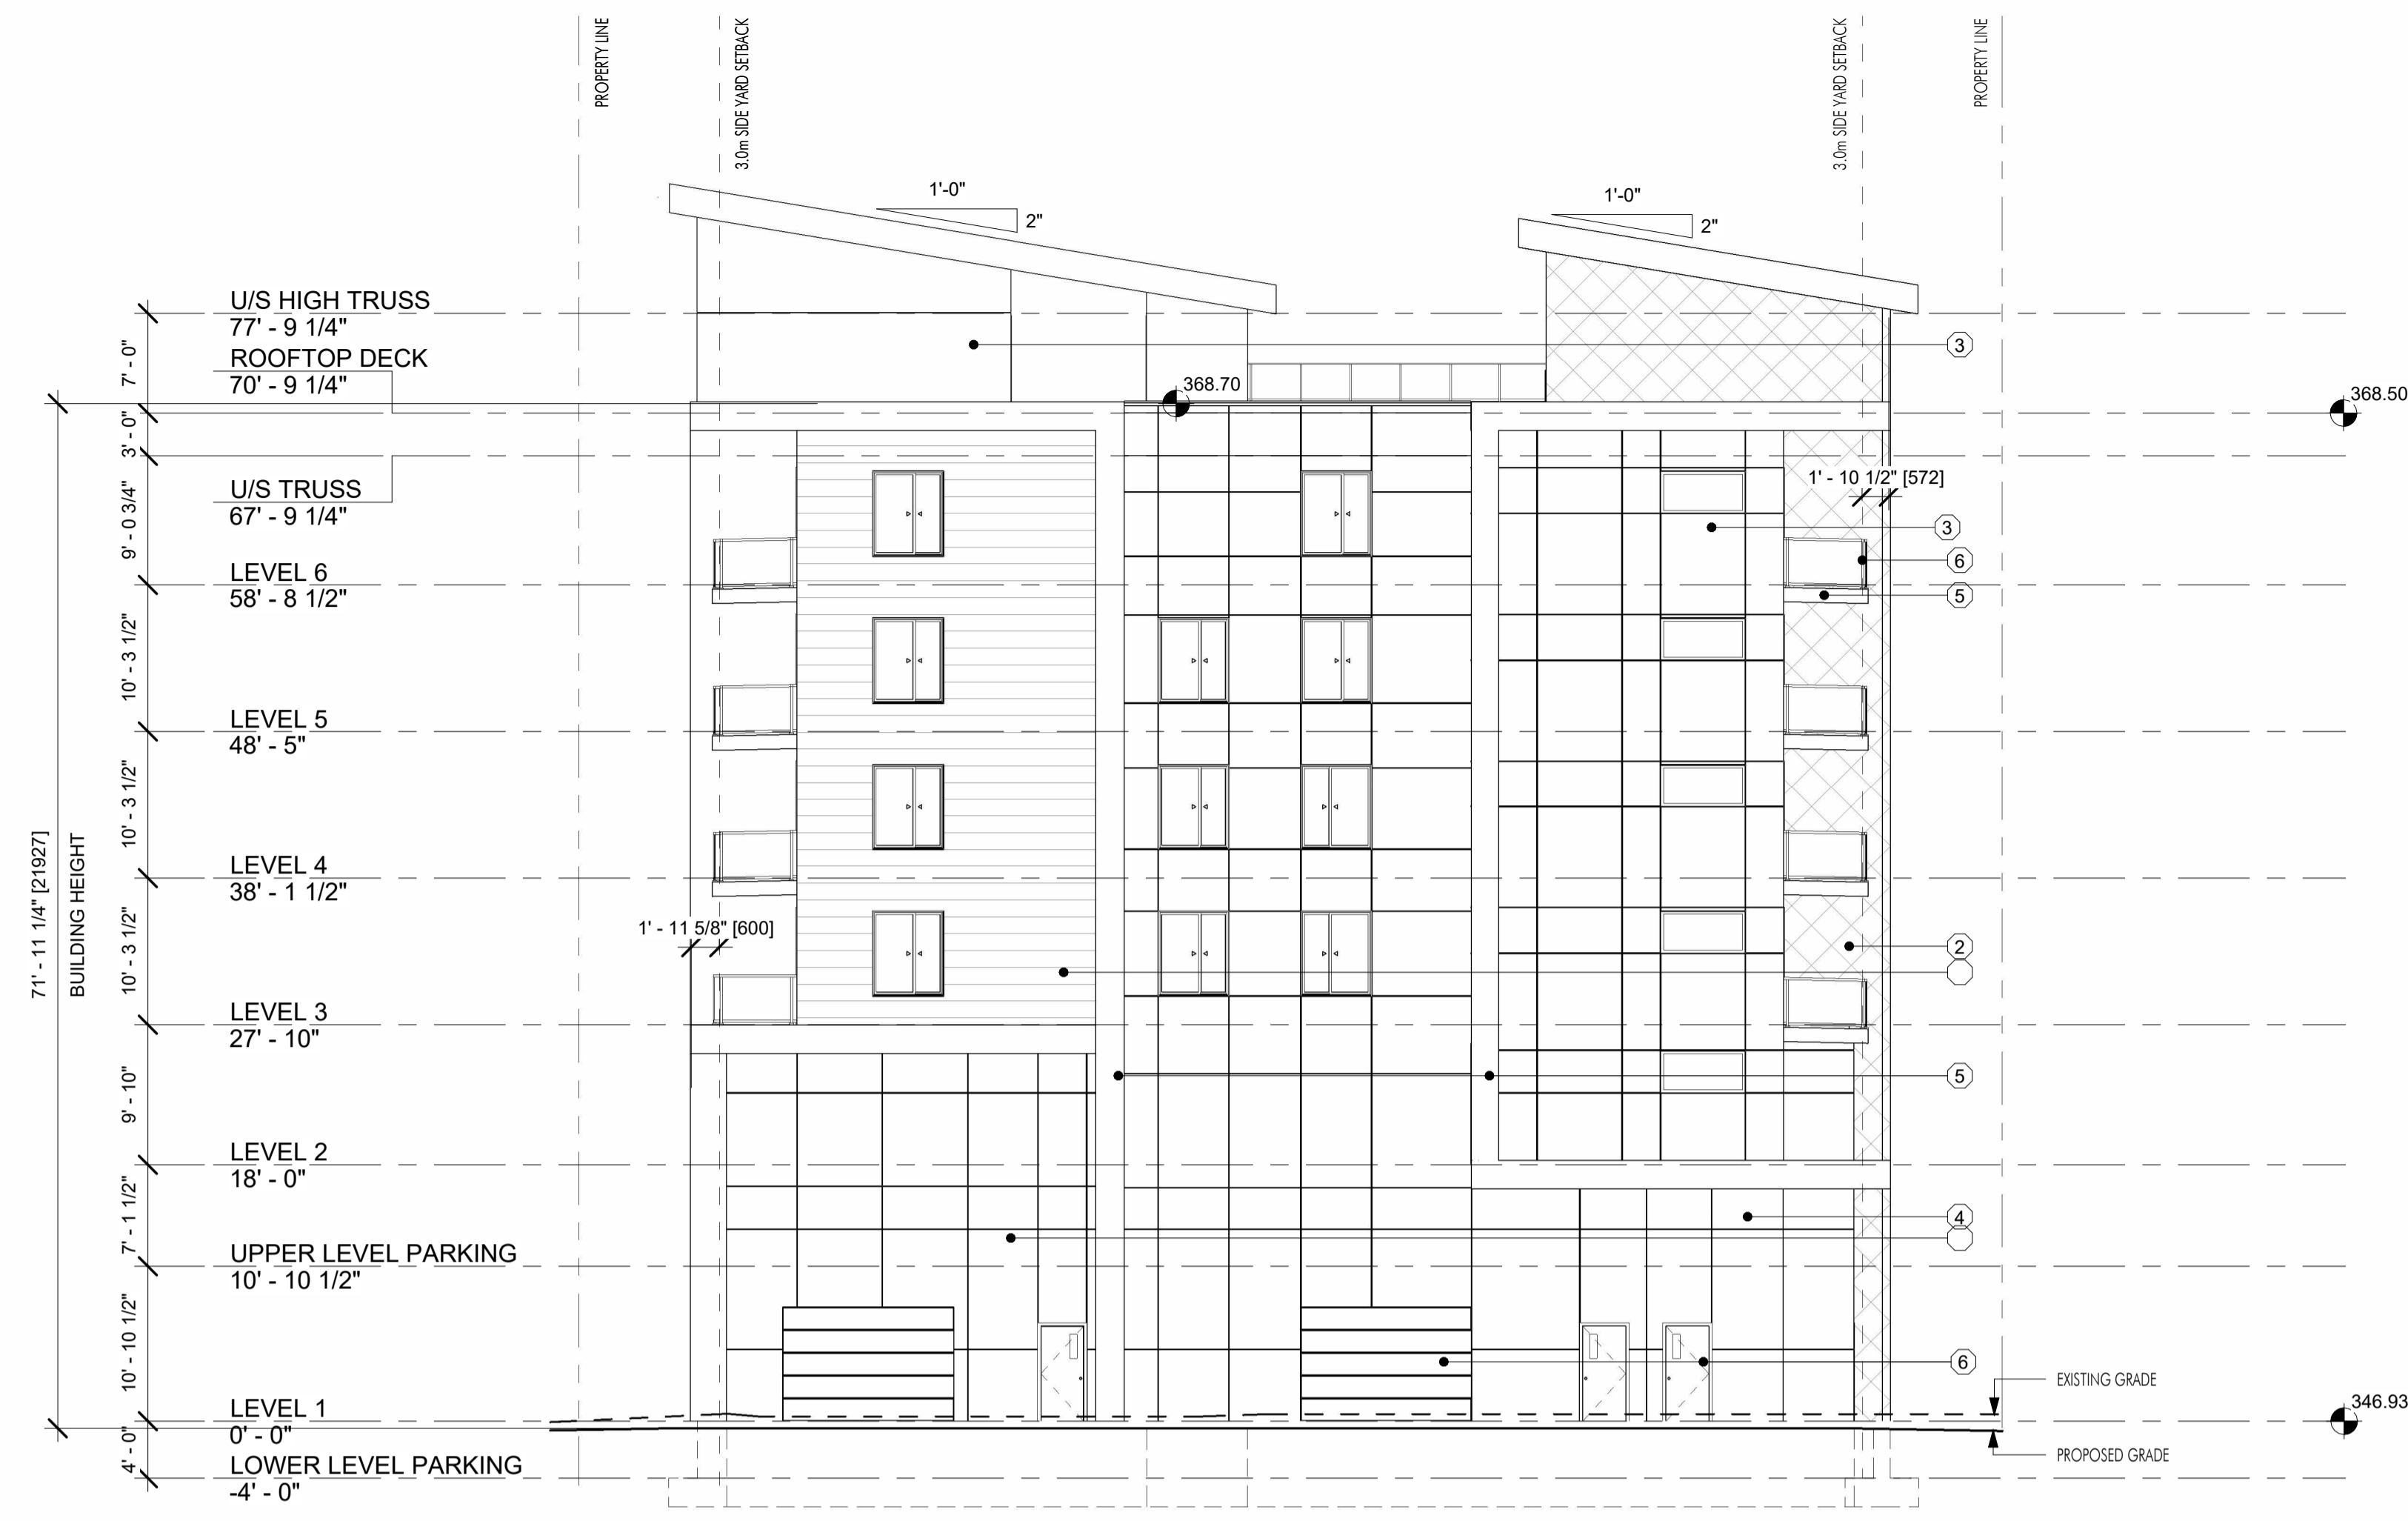 PROPERTY LINE
3.0m SIDE YARD SETBACK
3.0m SIDE YARD SETBACK
PROPERTY LINE
1'-0"
2"
1'-0"
2"
U/S HIGH TRUSS
77' - 9 1/4"
7' - 0"
ROOFTOP DECK
70' - 9 1/4"
3
368.70
368.50
3' - 0"
U/S TRUSS
67' - 9 1/4"
1' - 10 1/2" [572]
9' - 0 3/4"
3
6
LEVEL 6
58' - 8 1/2"
5
10' - 3 1/2"
LEVEL 5
48' - 5"
10' - 3 1/2"
71' - 11 1/4" [21927]
BUILDING HEIGHT
LEVEL 4
38' - 1 1/2"
1' - 11 5/8" [600]
2
10' - 3 1/2"
LEVEL 3
27' - 10"
5
9' - 10"
LEVEL 2
18' - 0"
4
7' - 1 1/2"
UPPER LEVEL PARKING
10' - 10 1/2"
10' - 10 1/2"
6
EXISTING GRADE
LEVEL 1
0' - 0"
346.93
4' - 0"
PROPOSED GRADE
LOWER LEVEL PARKING
-4' - 0"